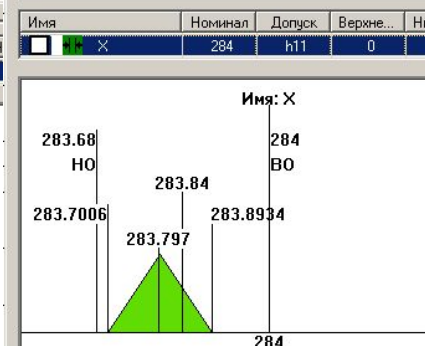 Имя Номинал Допуск Верхне...
X 284 h11 0
Имя: X
283.68 284
НО ВО
283.84
283.7006 283.8934
283.797
284